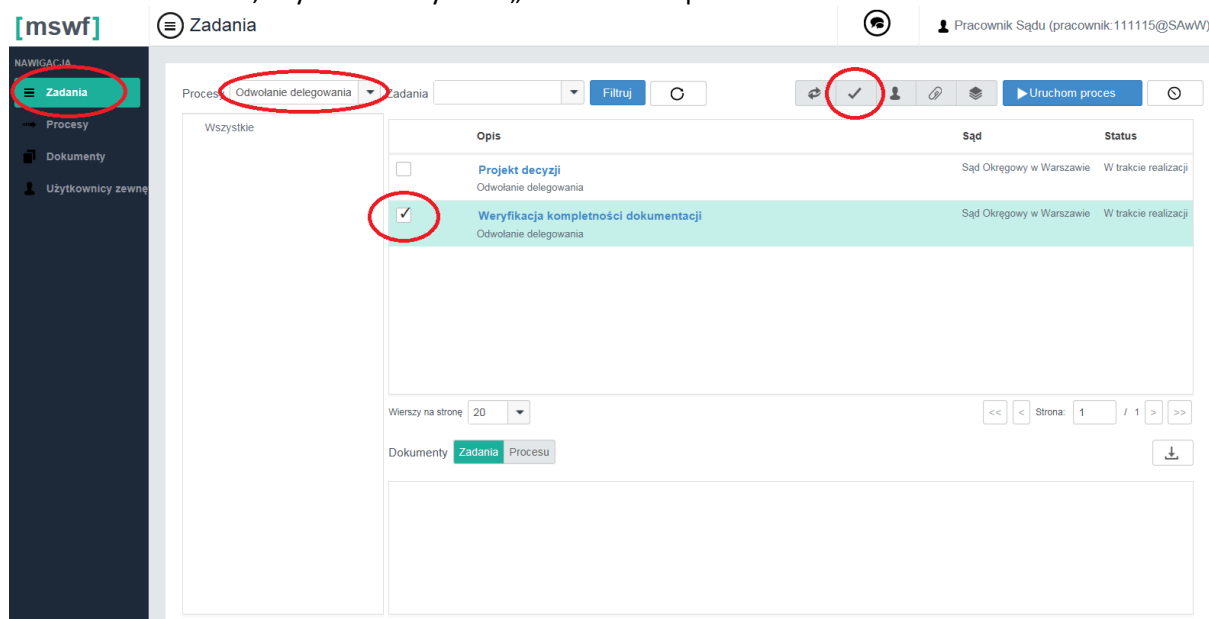 [mswf]
Zadania
Pracownik Sądu (pracownik:111115@SAwW)
NAWIGACJA
Zadania
Procesy
Dokumenty
Użytkownicy zewnę
Procesy Odwołanie delegowania Zadania Filtruj Uruchom proces
Wszystkie
Opis Sąd Status
Projekt decyzji Sąd Okręgowy w Warszawie W trakcie realizacji
Odwołanie delegowania
Weryfikacja kompletności dokumentacji Sąd Okręgowy w Warszawie W trakcie realizacji
Odwołanie delegowania
Wierszy na stronę 20 << < Strona: 1 / 1 > >>
Dokumenty Zadania Procesu